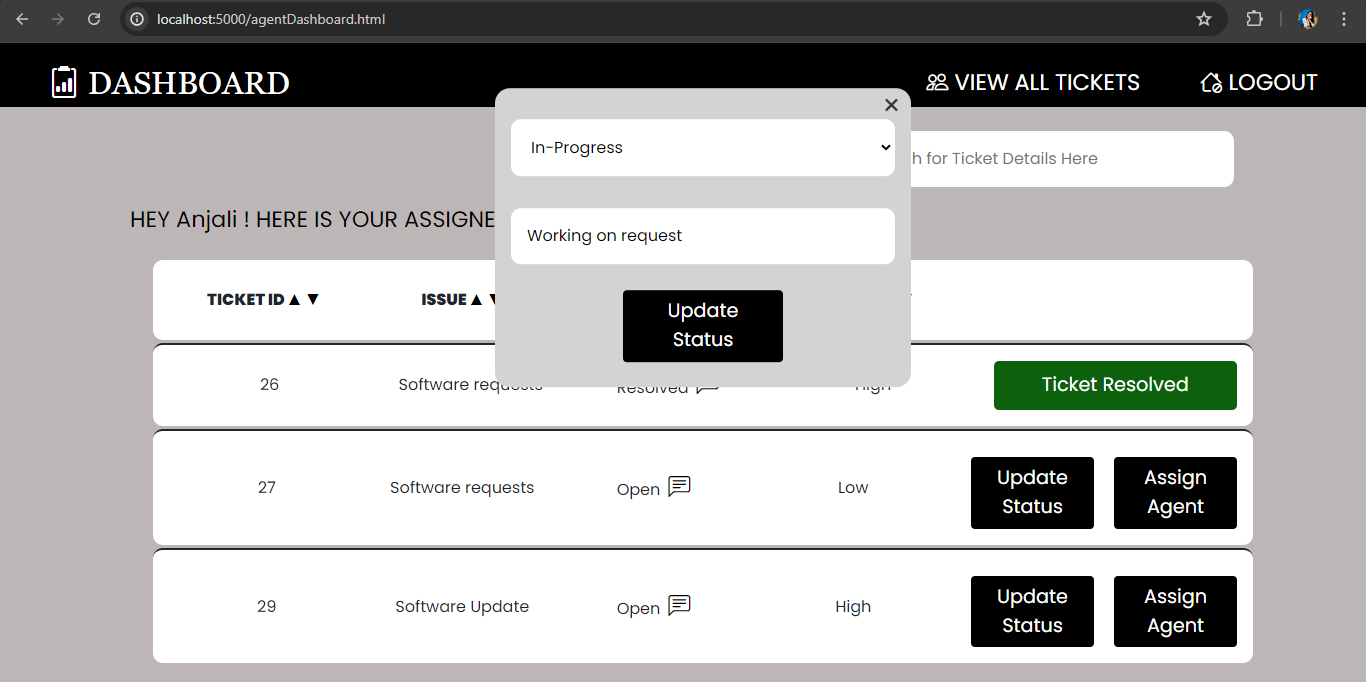 localhost:5000/agentDashboard.html
DASHBOARD
VIEW ALL TICKETS
LOGOUT
In-Progress
h for Ticket Details Here
HEY Anjali ! HERE IS YOUR ASSIGNE
Working on request
TICKET ID ▲ ▼
ISSUE ▲ ▼
Update
Status
26
Software requests
Resolved
High
Ticket Resolved
27
Software requests
Open
Low
Update
Status
Assign
Agent
29
Software Update
Open
High
Update
Status
Assign
Agent